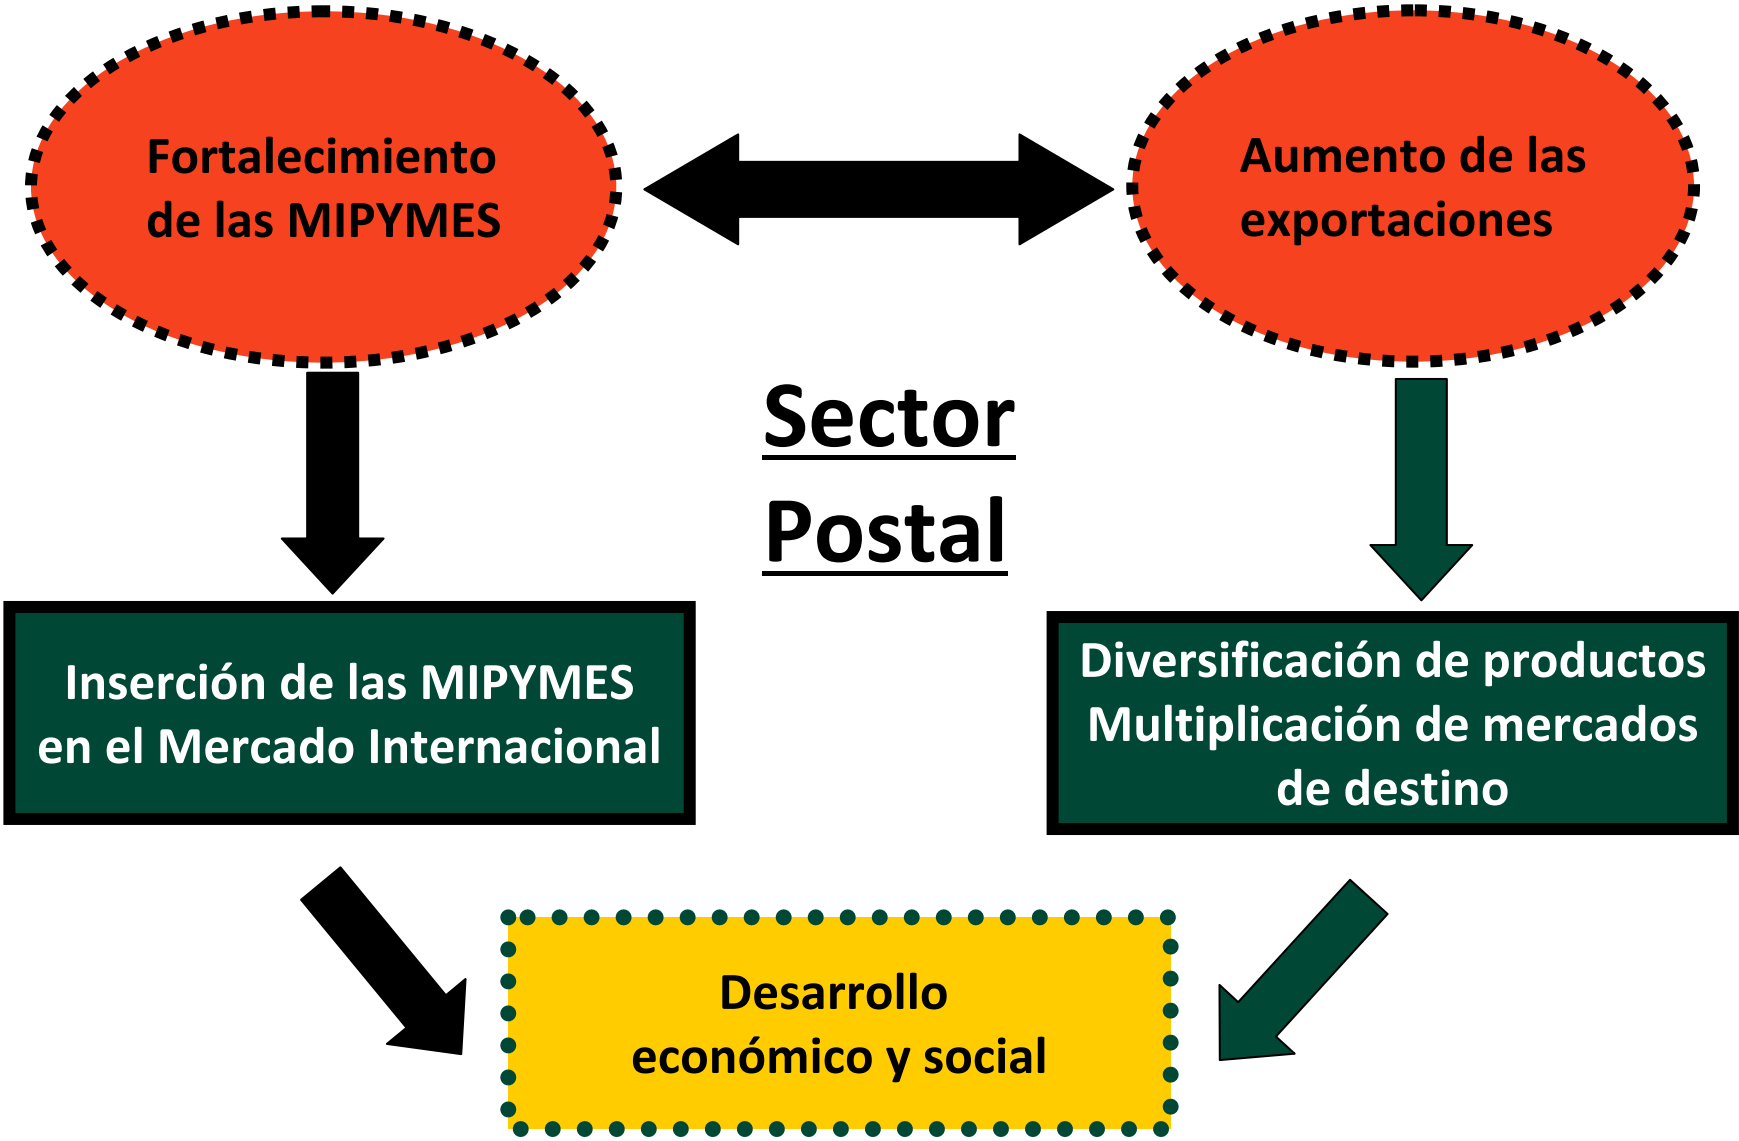 Fortalecimiento
de las MIPYMES
Aumento de las
exportaciones
Sector
Postal
Inserción de las MIPYMES
en el Mercado Internacional
Diversificación de productos
Multiplicación de mercados
de destino
Desarrollo
económico y social